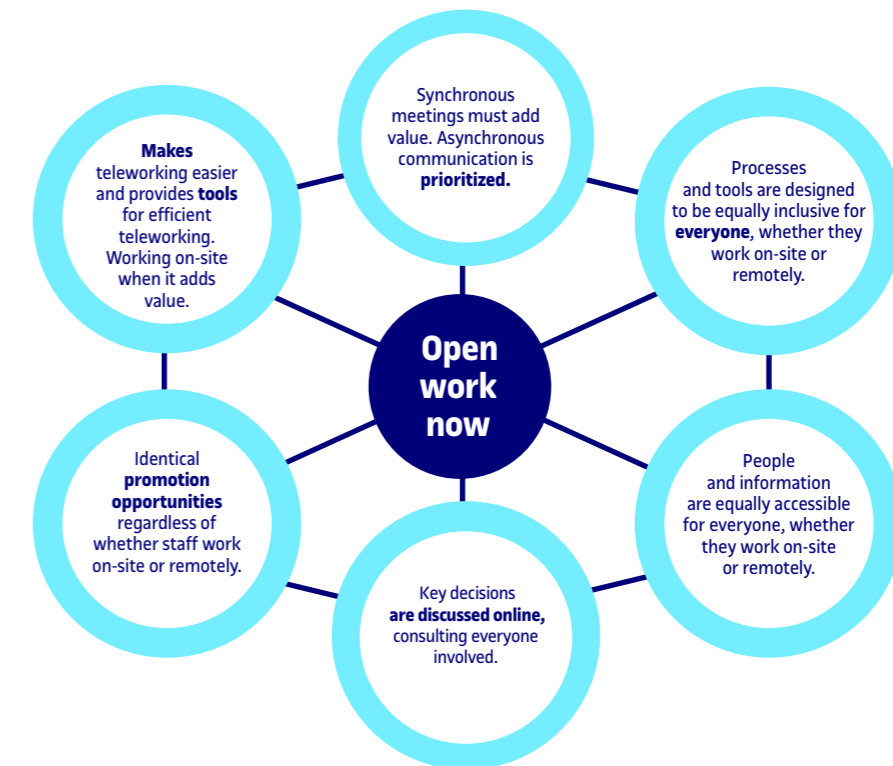 Synchronous
meetings must add
value. Asynchronous
communication is
prioritized.
Makes
teleworking easier
and provides tools
for efficient
teleworking.
Working on-site
when it adds
value.
Processes
and tools are designed
to be equally inclusive for
everyone, whether they
work on-site or
remotely.
Open
work
now
Identical
promotion
opportunities
regardless of
whether staff work
on-site or remotely.
People
and information
are equally accessible
for everyone, whether
they work on-site
or remotely.
Key decisions
are discussed online,
consulting everyone
involved.